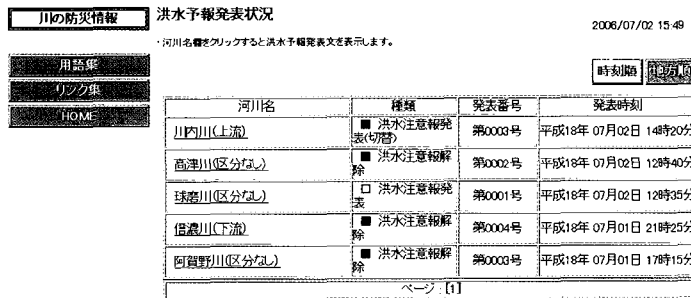 川の防災情報
洪水予報発表状況
2006/07/02 15:49
・河川名欄をクリックすると洪水予報発表文を表示します。
時刻順
地方順
用語集
リンク集
HOME
河川名 種類 発表番号 発表時刻
川内川(上流) ■ 洪水注意報発表(切替) 第0003号 平成18年 07月02日 14時20分
高津川(区分なし) ■ 洪水注意報解除 第0002号 平成18年 07月02日 12時40分
球磨川(区分なし) □ 洪水注意報発表 第0001号 平成18年 07月02日 12時35分
信濃川(下流) ■ 洪水注意報解除 第0004号 平成18年 07月01日 21時25分
阿賀野川(区分なし) ■ 洪水注意報解除 第0003号 平成18年 07月01日 17時15分
ページ : [1]